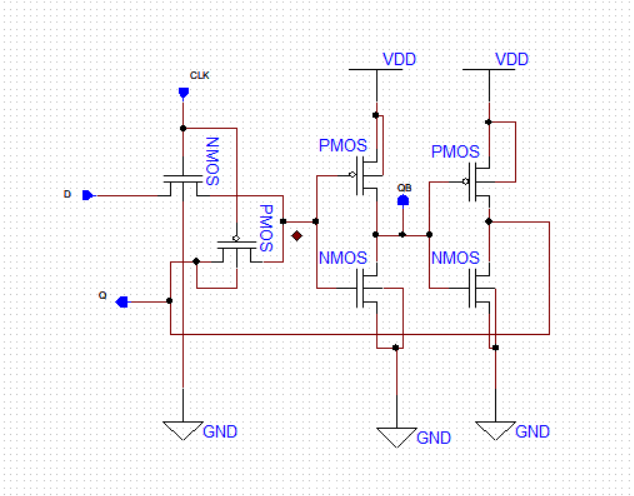 CLK
VDD
VDD
NMOS
PMOS
PMOS
D
QB
PMOS
NMOS
NMOS
Q
GND
GND
GND